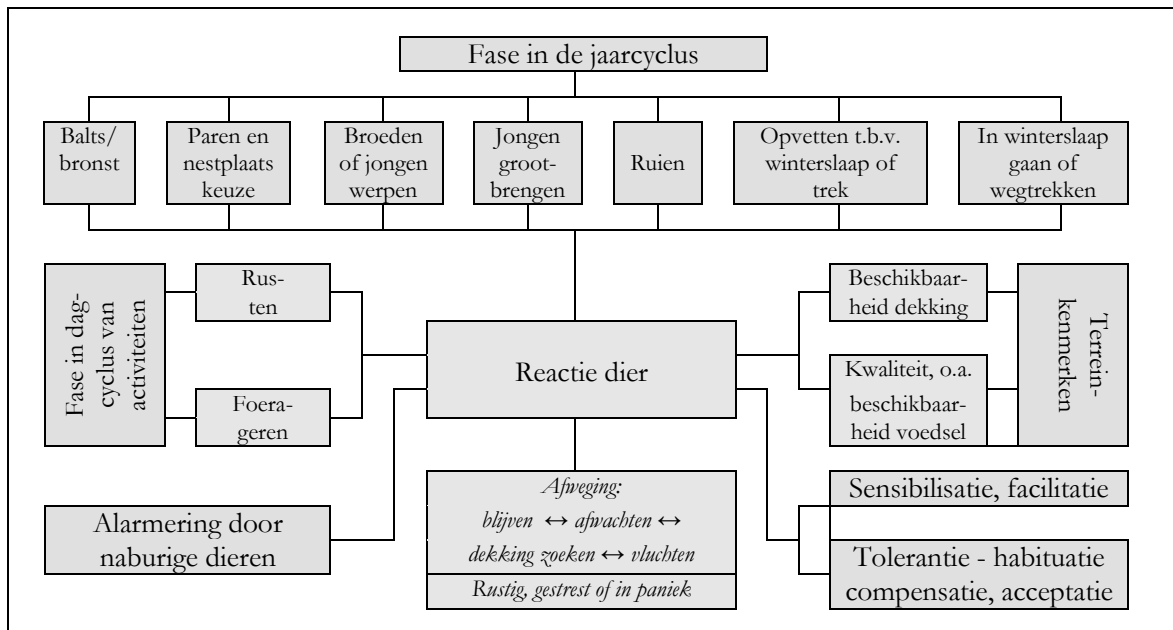 Fase in de jaarcyclus
Balts/
bronst
Paren en
nestplaats
keuze
Broeden
of jongen
werpen
Jongen
groot-
brengen
Ruien
Opvetten t.b.v.
winterslaap of
trek
In winterslaap
gaan of
wegtrekken
Fase in dag-
cyclus van
activiteiten
Rus-
ten
Foera-
geren
Reactie dier
Beschikbaar-
heid dekking
Kwaliteit, o.a.
beschikbaar-
heid voedsel
Terrein-
kenmerken
Alarmering door
naburige dieren
Afweging:
blijven ↔ afwachten ↔
dekking zoeken ↔ vluchten
Rustig, gestrest of in paniek
Sensibilisatie, facilitatie
Tolerantie - habituatie
compensatie, acceptatie